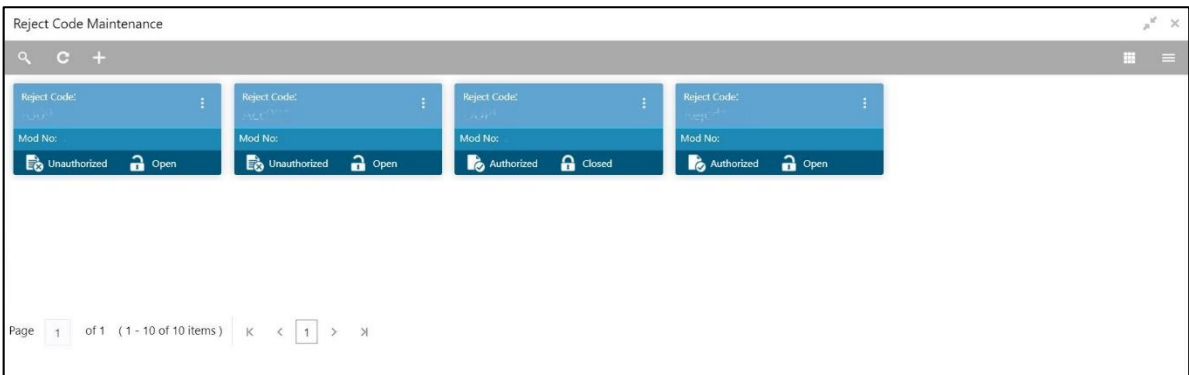 Reject Code Maintenance
Reject Code:
Mod No:
Unauthorized Open
Reject Code:
Mod No:
Unauthorized Open
Reject Code:
Mod No:
Authorized Closed
Reject Code:
Mod No:
Authorized Open
Page 1 of 1 ( 1 - 10 of 10 items ) 1